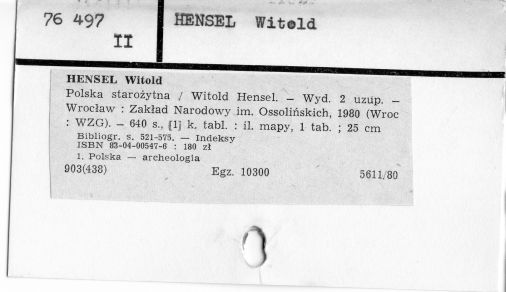 76 497 HENSEL Witold
II
HENSEL Witold
Polska starożytna / Witold Hensel. – Wyd. 2 uzup. –
Wrocław : Zakład Narodowy im. Ossolińskich, 1980 (Wroc
: WZG). – 640 s., [1] k. tabl. : il. mapy, 1 tab. ; 25 cm
Bibliogr. s. 521-575. — Indeksy
ISBN 83-04-00547-6 : 180 zł
1. Polska — archeologia
903(438) Egz. 10300 5611/80